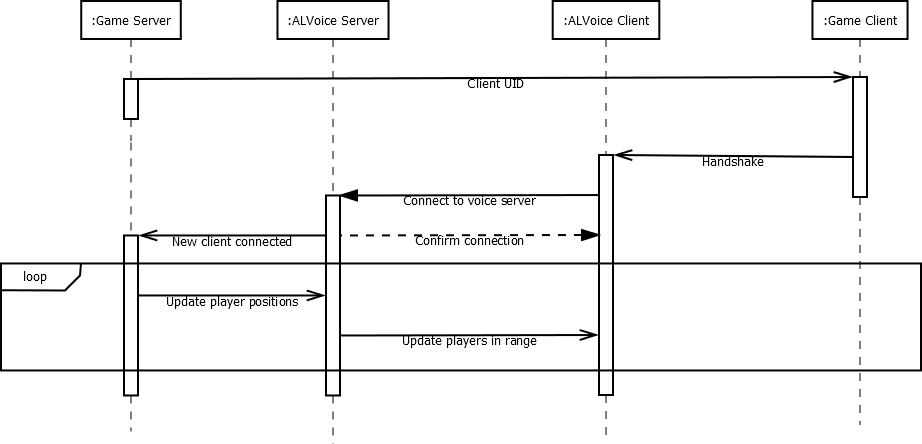 :Game Server
:ALVoice Server
:ALVoice Client
:Game Client
Client UID
Handshake
Connect to voice server
New client connected
Confirm connection
loop
Update player positions
Update players in range